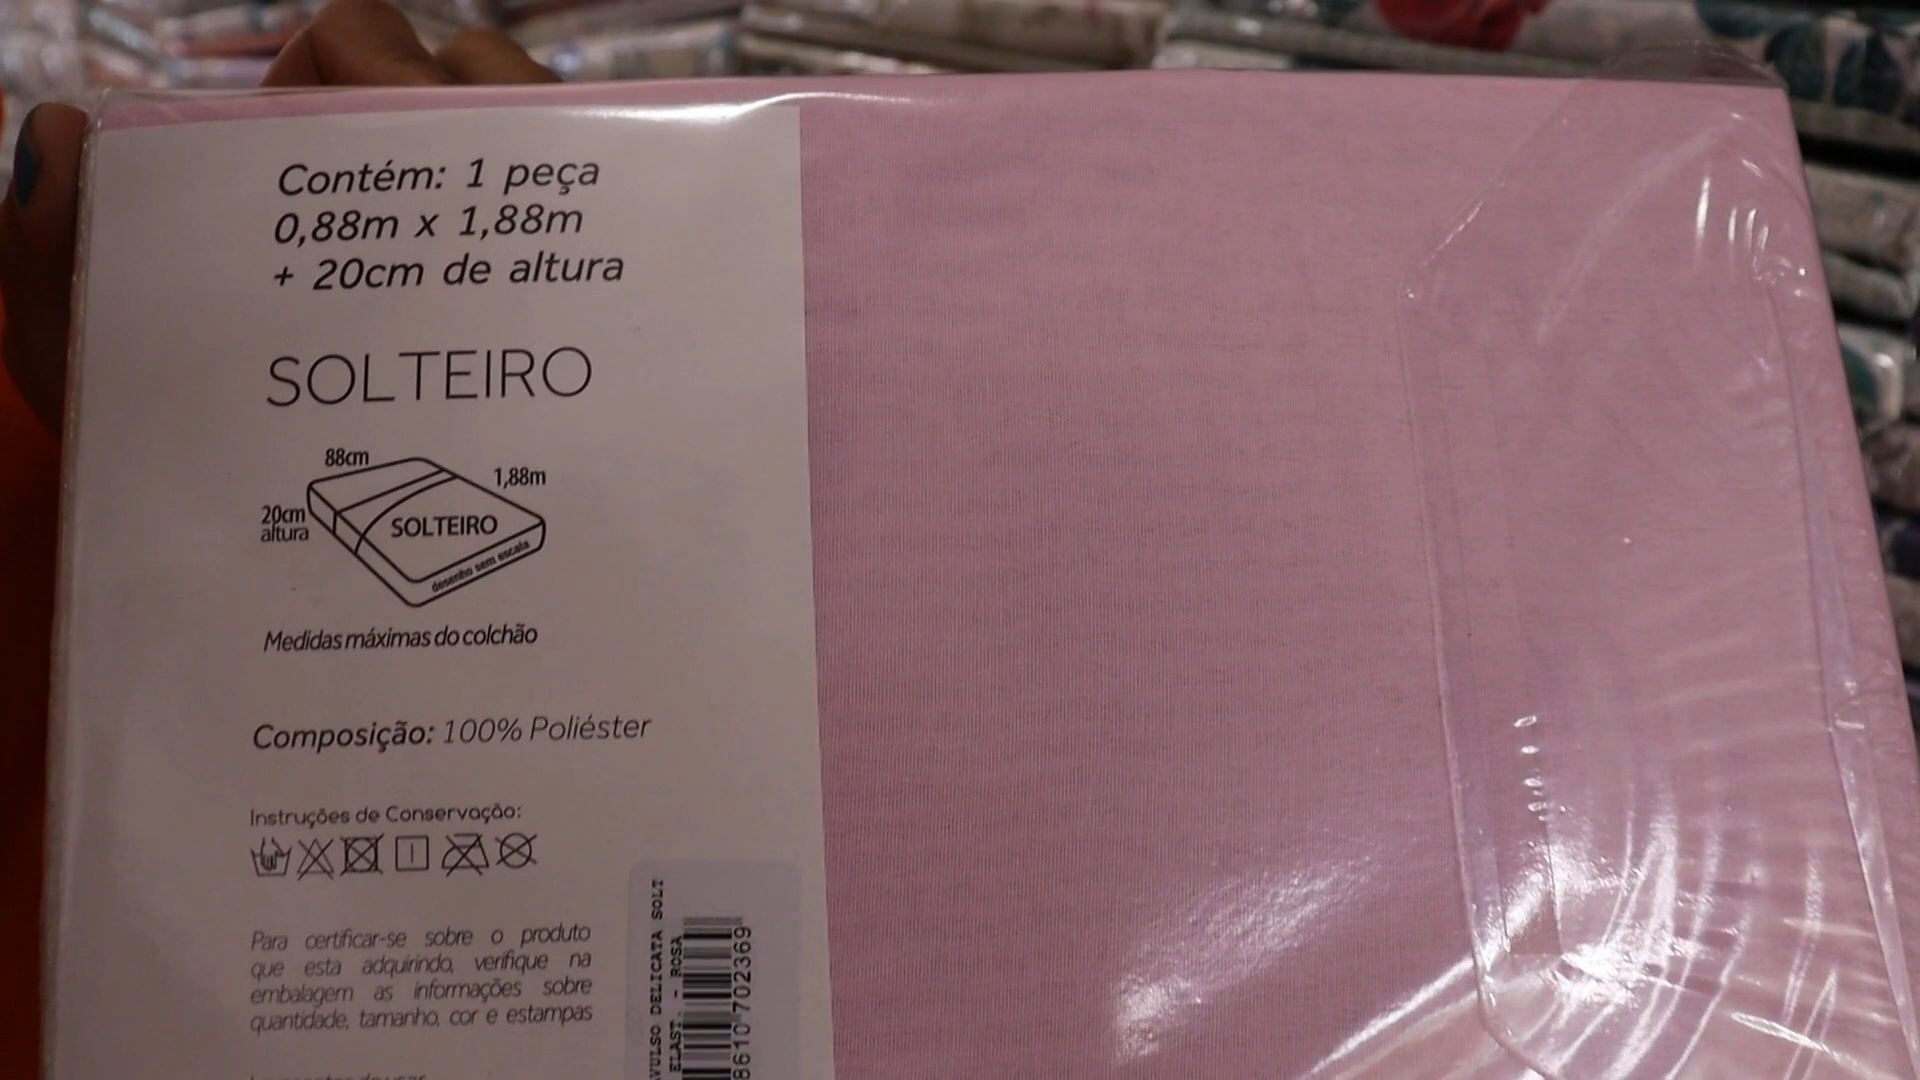 Contém: 1 peça
0,88m x 1,88m
+ 20cm de altura
SOLTEIRO
88cm
1,88m
20cm
altura
SOLTEIRO
desenho sem escala
Medidas máximas do colchão
Composição: 100% Poliéster
Instruções de Conservação:
Para certificar-se sobre o produto
que esta adquirindo, verifique na
embalagem as informações sobre
quantidade, tamanho, cor e estampas
AVULSO DELICATA SOLT
ELAST. - ROSA
8610702369